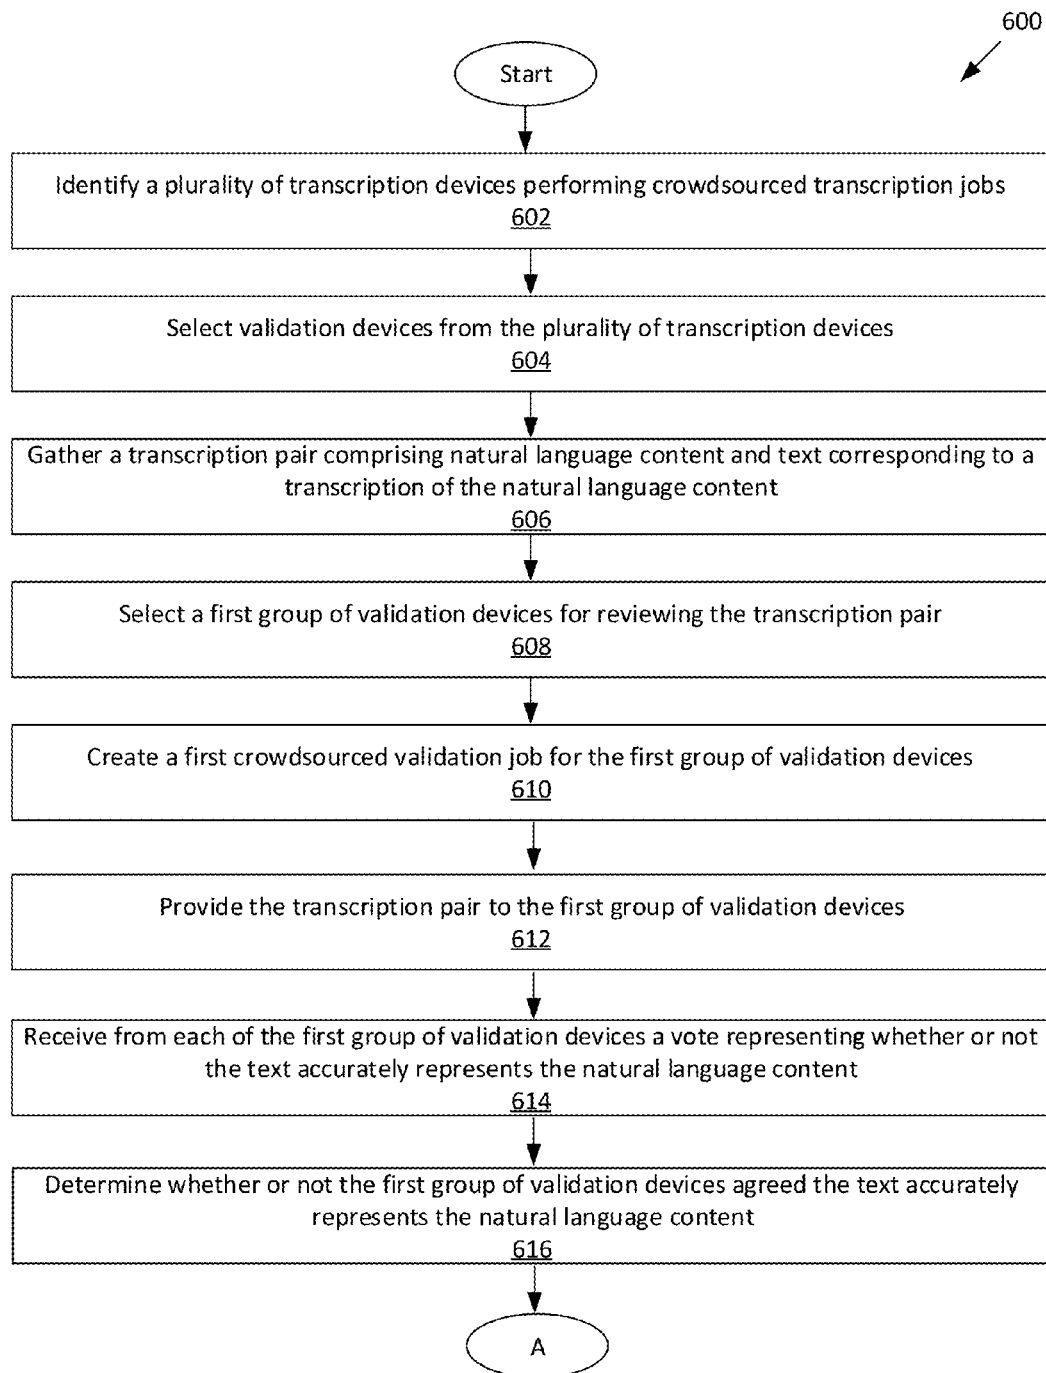 600
Start
Identify a plurality of transcription devices performing crowdsourced transcription jobs
602
Select validation devices from the plurality of transcription devices
604
Gather a transcription pair comprising natural language content and text corresponding to a
transcription of the natural language content
606
Select a first group of validation devices for reviewing the transcription pair
608
Create a first crowdsourced validation job for the first group of validation devices
610
Provide the transcription pair to the first group of validation devices
612
Receive from each of the first group of validation devices a vote representing whether or not
the text accurately represents the natural language content
614
Determine whether or not the first group of validation devices agreed the text accurately
represents the natural language content
616
A